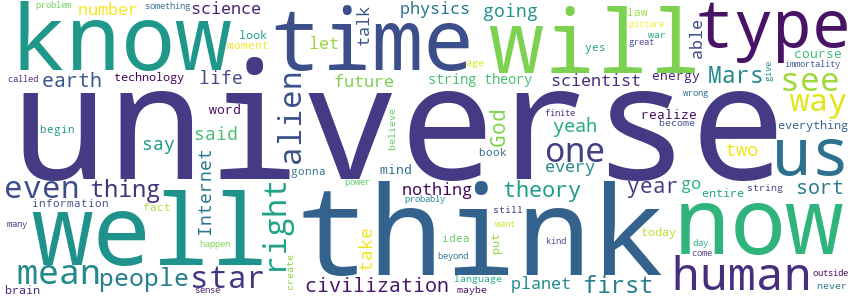 problem something science physics going law picture war great able type
know number look moment time let talk will yes course immortality
called earth technology life future string theory scientist energy Mars give see
universe word alien believe God finite realize wrong become way everything
begin say said Internet gonna mind book yeah every one two us
even thing right power nothing theory year go entire string sort
information many well fact happen think probably still want kind today now
mean people star create take idea beyond put day come outside
brain sense civilization language maybe planet first human never
age